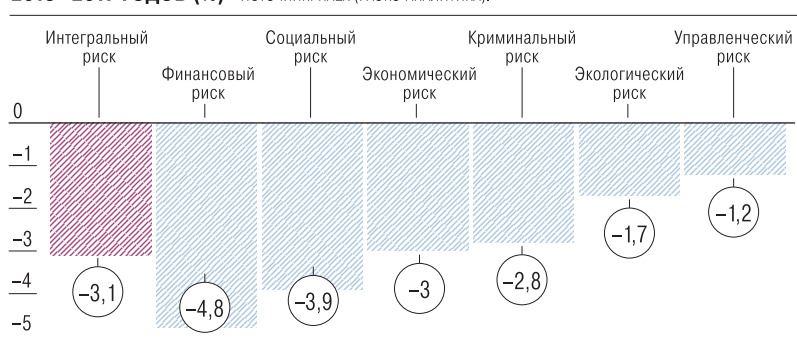 Интегральный
риск
Финансовый
риск
Социальный
риск
Экономический
риск
Криминальный
риск
Экологический
риск
Управленческий
риск
0
–1
–2
–3
–4
–5
–3,1
–4,8
–3,9
–3
–2,8
–1,7
–1,2